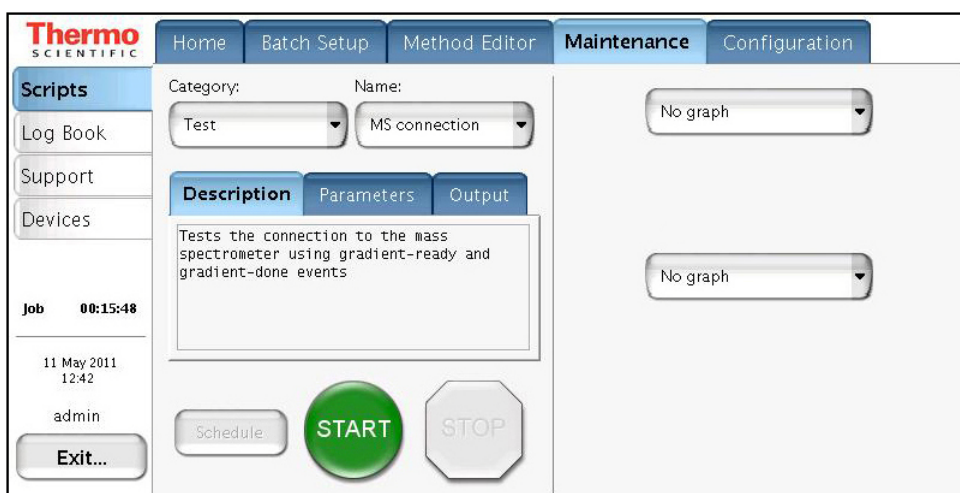 Thermo
SCIENTIFIC
Home
Batch Setup
Method Editor
Maintenance
Configuration
Scripts
Log Book
Support
Devices
Job 00:15:48
11 May 2011
12:42
admin
Exit...
Category:
Name:
Test
MS connection
Description
Parameters
Output
Tests the connection to the mass
spectrometer using gradient-ready and
gradient-done events
Schedule
START
STOP
No graph
No graph